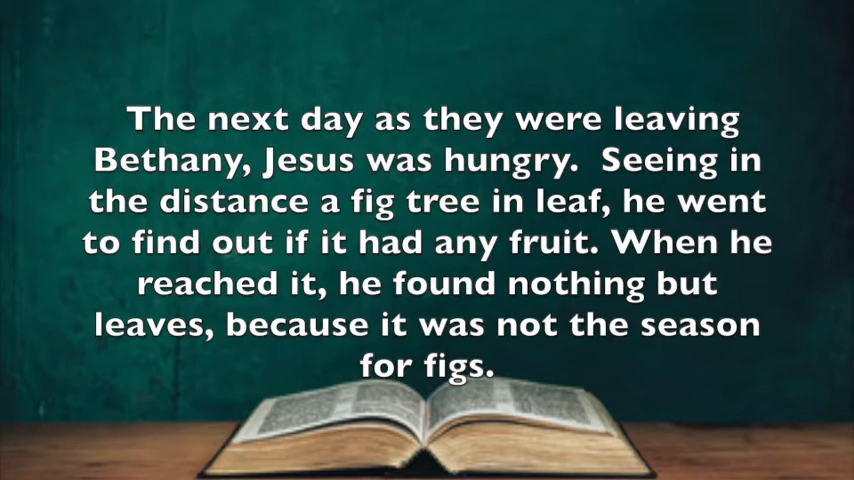 The next day as they were leaving
Bethany, Jesus was hungry.  Seeing in
the distance a fig tree in leaf, he went
to find out if it had any fruit. When he
reached it, he found nothing but
leaves, because it was not the season
for figs.